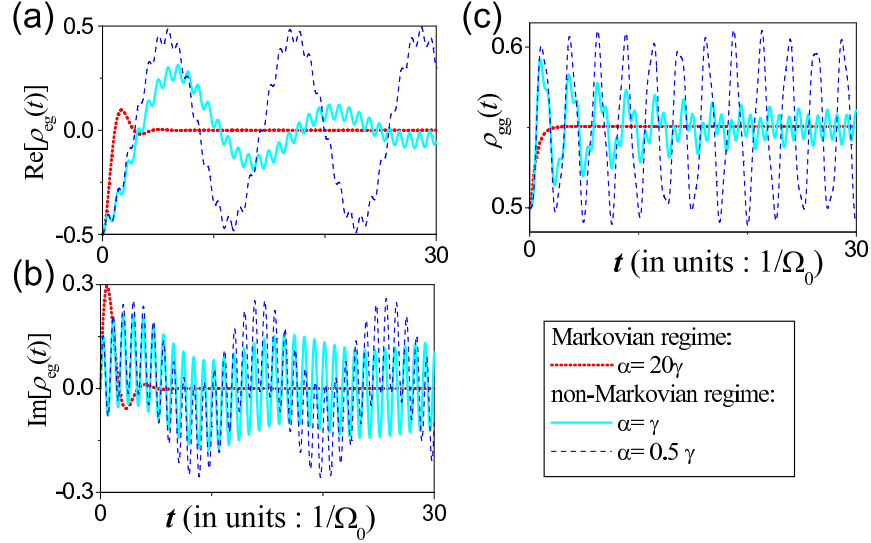 (a)
0.5
0.0
-0.5
Re[ρeg(t)]
0
30
(b)
0.3
0.0
-0.3
Im[ρeg(t)]
0
30
t (in units : 1/Ω0)
(c)
0.6
0.5
ρgg(t)
0
30
t (in units : 1/Ω0)
Markovian regime:
α= 20γ
non-Markovian regime:
α= γ
α= 0.5 γ